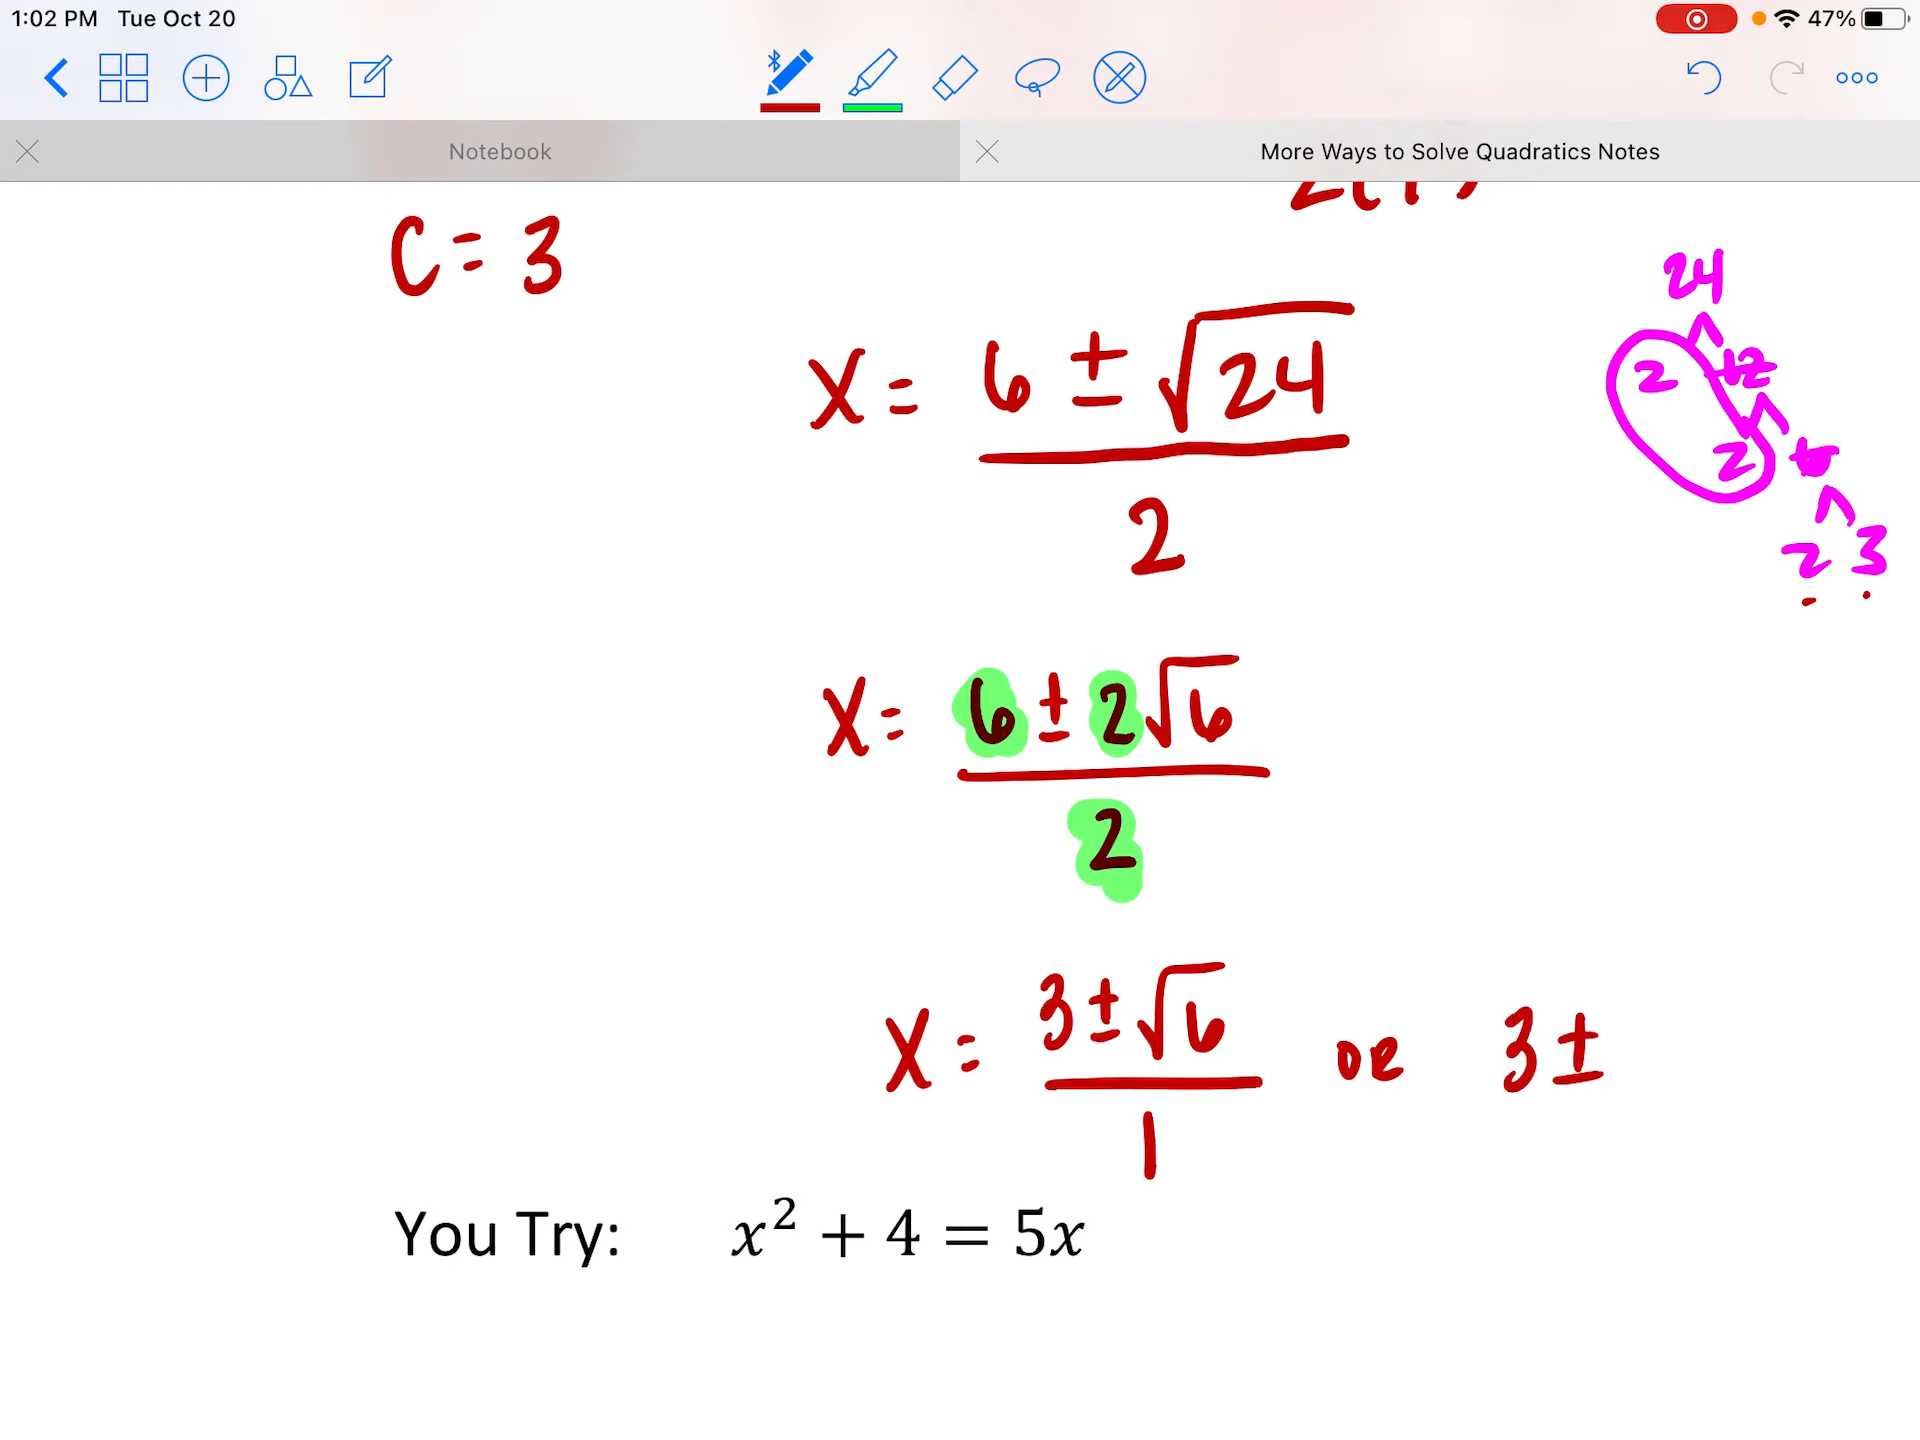 1:02 PM Tue Oct 20
47%
Notebook
More Ways to Solve Quadratics Notes
2(1)
C = 3
24
2 12
2 6
2 3
X = 6 ± √24
2
X = 6 ± 2√6
2
X = 3 ± √6 or 3 ±
1
You Try: x² + 4 = 5x